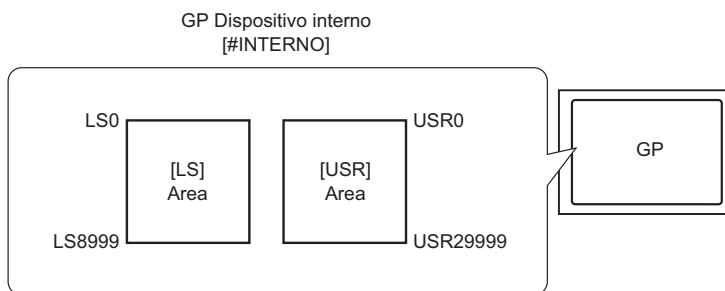 GP Dispositivo interno
[#INTERNO]
LS0
USR0
[LS]
Area
[USR]
Area
GP
LS8999
USR29999